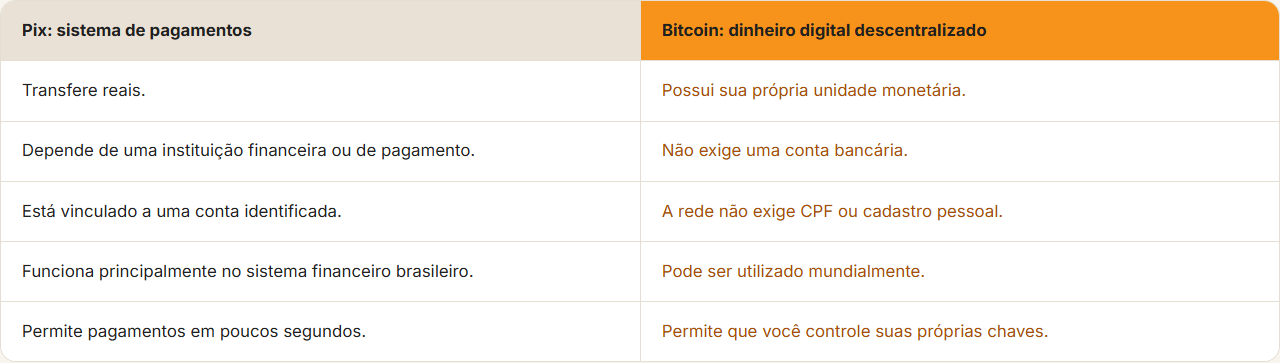 Pix: sistema de pagamentos
Bitcoin: dinheiro digital descentralizado
Transfere reais.
Possui sua própria unidade monetária.
Depende de uma instituição financeira ou de pagamento.
Não exige uma conta bancária.
Está vinculado a uma conta identificada.
A rede não exige CPF ou cadastro pessoal.
Funciona principalmente no sistema financeiro brasileiro.
Pode ser utilizado mundialmente.
Permite pagamentos em poucos segundos.
Permite que você controle suas próprias chaves.